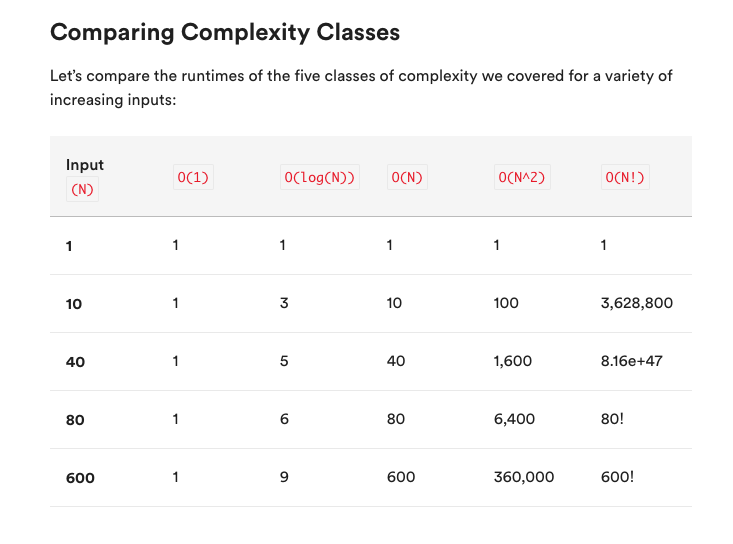 Comparing Complexity Classes
Let’s compare the runtimes of the five classes of complexity we covered for a variety of
increasing inputs:
Input
(N) O(1) O(log(N)) O(N) O(N^2) O(N!)
1 1 1 1 1 1
10 1 3 10 100 3,628,800
40 1 5 40 1,600 8.16e+47
80 1 6 80 6,400 80!
600 1 9 600 360,000 600!